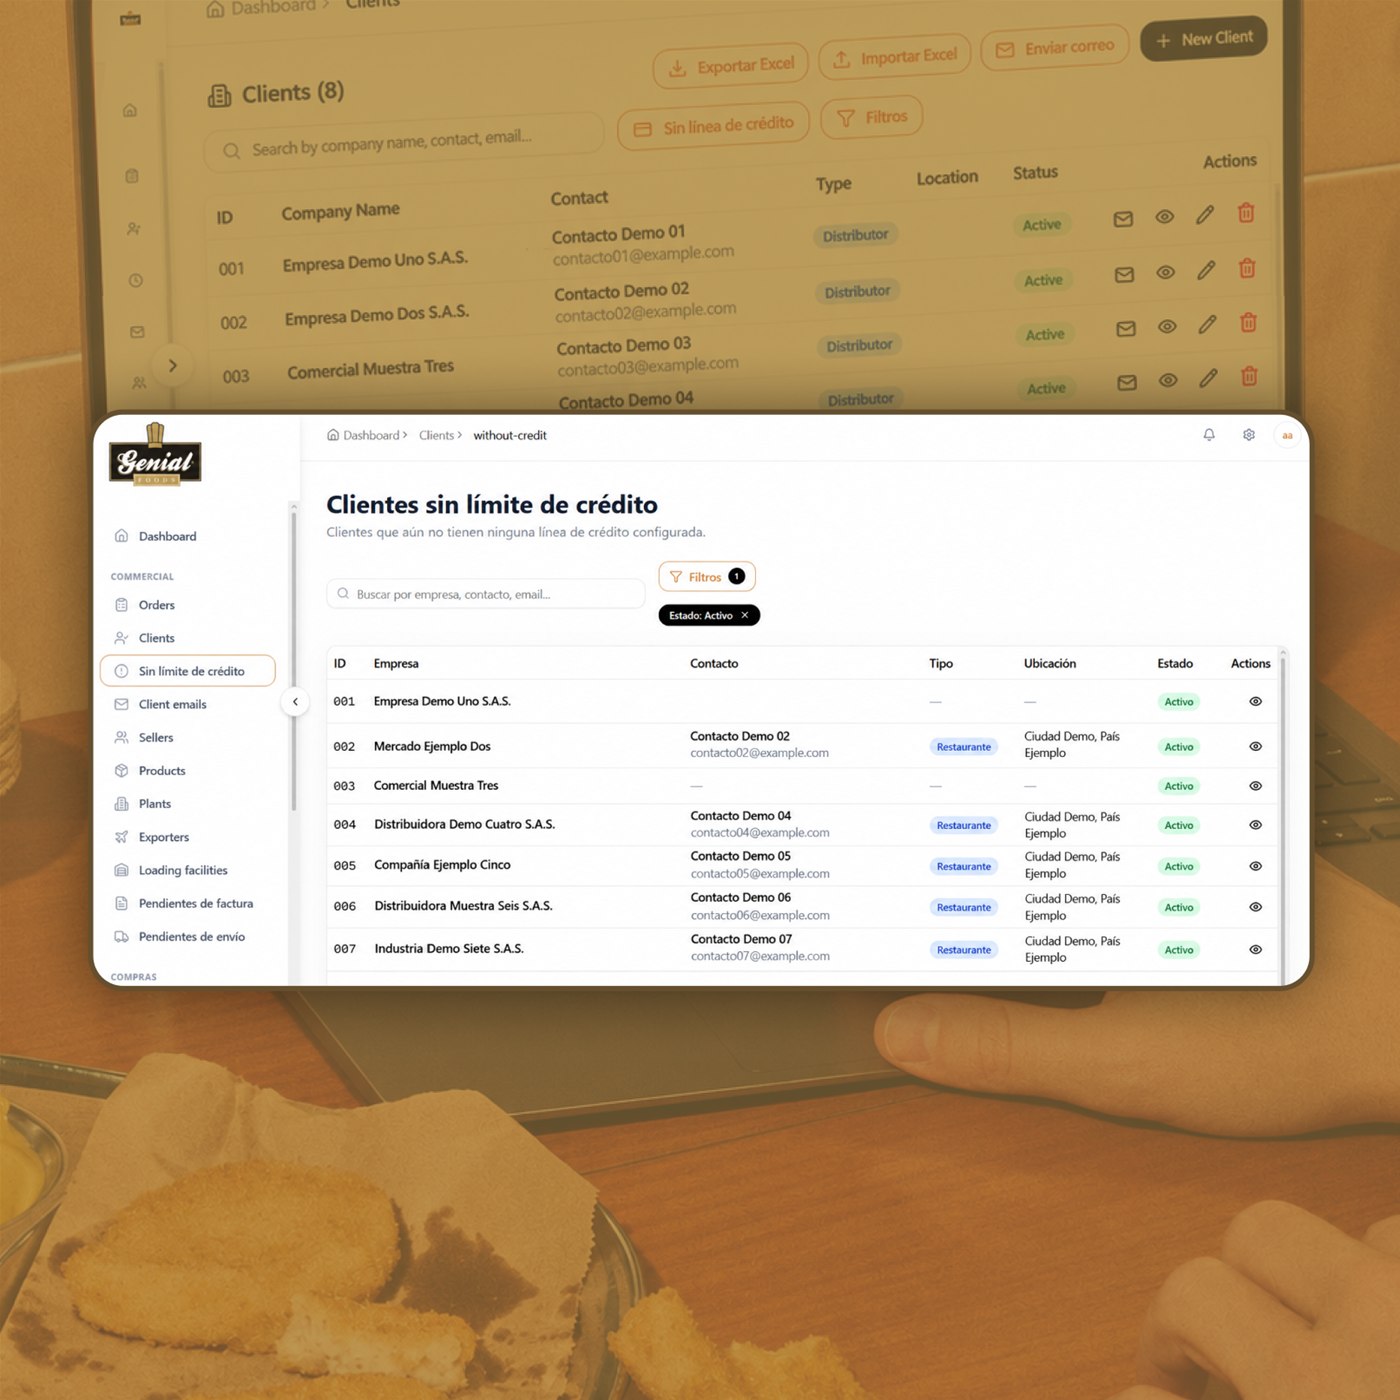 Genial
Dashboard > Clients
Exportar Excel
Importar Excel
Enviar correo
+ New Client
Clients (8)
Search by company name, contact, email...
Sin línea de crédito
Filtros
ID Company Name Contact Type Location Status Actions
001 Empresa Demo Uno S.A.S. Contacto Demo 01 Distributor Active
contacto01@example.com
002 Empresa Demo Dos S.A.S. Contacto Demo 02 Distributor Active
contacto02@example.com
003 Comercial Muestra Tres Contacto Demo 03 Distributor Active
contacto03@example.com
Contacto Demo 04 Distributor Active
Genial
FOODS
Dashboard
COMMERCIAL
Orders
Clients
Sin límite de crédito
Client emails
Sellers
Products
Plants
Exporters
Loading facilities
Pendientes de factura
Pendientes de envío
COMPRAS
Dashboard > Clients > without-credit
aa
Clientes sin límite de crédito
Clientes que aún no tienen ninguna línea de crédito configurada.
Buscar por empresa, contacto, email...
Filtros 1
Estado: Activo ×
ID Empresa Contacto Tipo Ubicación Estado Actions
001 Empresa Demo Uno S.A.S. — — Activo
002 Mercado Ejemplo Dos Contacto Demo 02 Restaurante Ciudad Demo, País Activo
contacto02@example.com Ejemplo
003 Comercial Muestra Tres — — — Activo
004 Distribuidora Demo Cuatro S.A.S. Contacto Demo 04 Restaurante Ciudad Demo, País Activo
contacto04@example.com Ejemplo
005 Compañía Ejemplo Cinco Contacto Demo 05 Restaurante Ciudad Demo, País Activo
contacto05@example.com Ejemplo
006 Distribuidora Muestra Seis S.A.S. Contacto Demo 06 Restaurante Ciudad Demo, País Activo
contacto06@example.com Ejemplo
007 Industria Demo Siete S.A.S. Contacto Demo 07 Restaurante Ciudad Demo, País Activo
contacto07@example.com Ejemplo